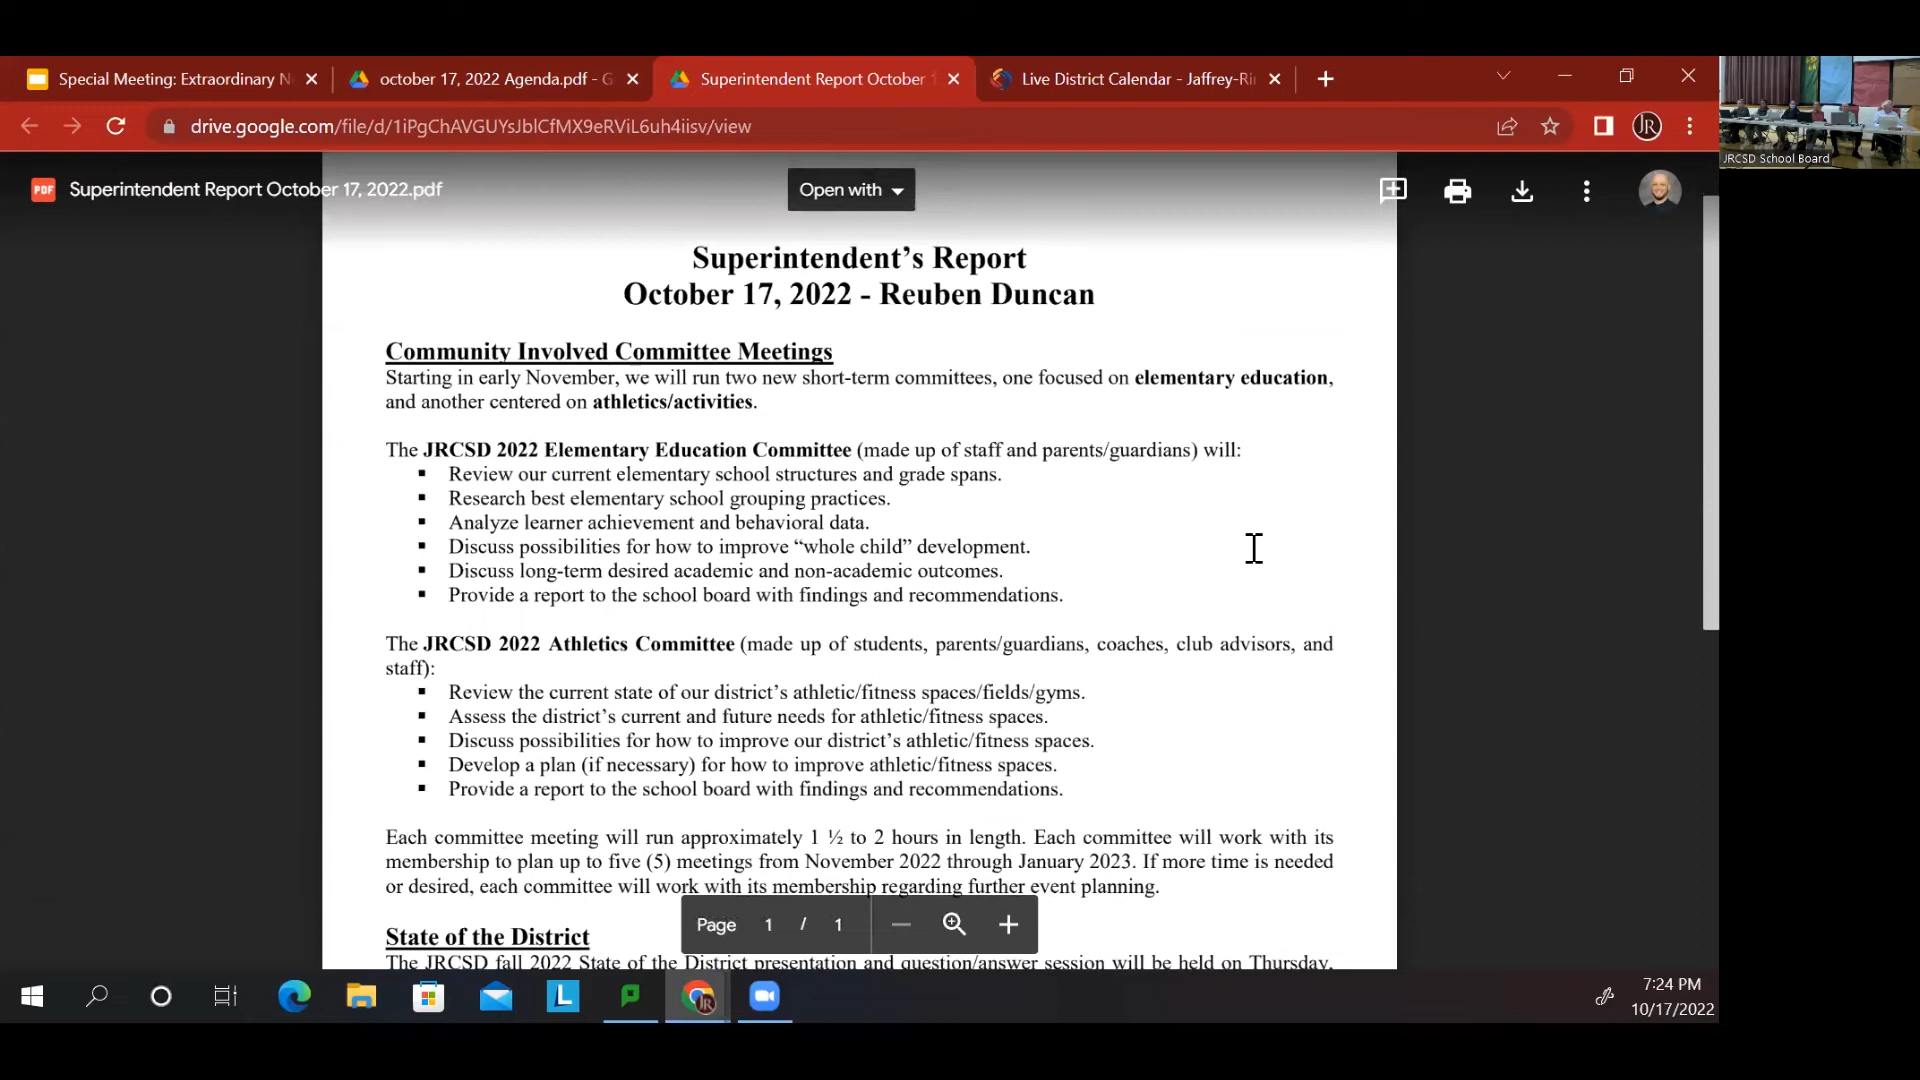 Special Meeting: Extraordinary N
october 17, 2022 Agenda.pdf - G
Superintendent Report October 1
Live District Calendar - Jaffrey-Rin
drive.google.com/file/d/1iPgChAVGUYsJblCfMX9eRViL6uh4iisv/view
JR
JRCSD School Board
PDF
Superintendent Report October 17, 2022.pdf
Open with
Superintendent’s Report
October 17, 2022 - Reuben Duncan
Community Involved Committee Meetings
Starting in early November, we will run two new short-term committees, one focused on elementary education,
and another centered on athletics/activities.
The JRCSD 2022 Elementary Education Committee (made up of staff and parents/guardians) will:
▪ Review our current elementary school structures and grade spans.
▪ Research best elementary school grouping practices.
▪ Analyze learner achievement and behavioral data.
▪ Discuss possibilities for how to improve “whole child” development.
▪ Discuss long-term desired academic and non-academic outcomes.
▪ Provide a report to the school board with findings and recommendations.
The JRCSD 2022 Athletics Committee (made up of students, parents/guardians, coaches, club advisors, and
staff):
▪ Review the current state of our district’s athletic/fitness spaces/fields/gyms.
▪ Assess the district’s current and future needs for athletic/fitness spaces.
▪ Discuss possibilities for how to improve our district’s athletic/fitness spaces.
▪ Develop a plan (if necessary) for how to improve athletic/fitness spaces.
▪ Provide a report to the school board with findings and recommendations.
Each committee meeting will run approximately 1 ½ to 2 hours in length. Each committee will work with its
membership to plan up to five (5) meetings from November 2022 through January 2023. If more time is needed
or desired, each committee will work with its membership regarding further event planning.
Page 1 / 1
State of the District
The JRCSD fall 2022 State of the District presentation and question/answer session will be held on Thursday,
L
JR
7:24 PM
10/17/2022